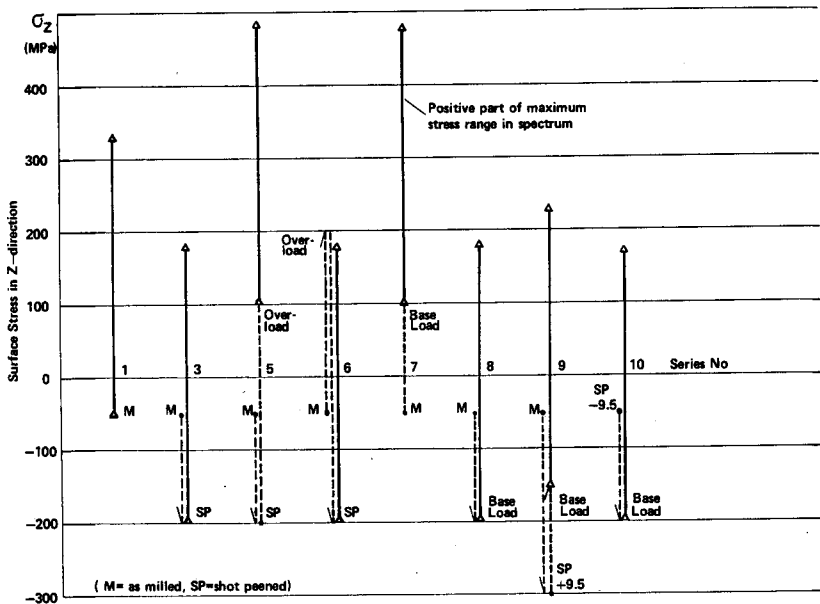 σz
(MPa)
400
300
200
100
0
−100
−200
−300
Surface Stress in Z−direction
Positive part of maximum
stress range in spectrum
Over-
load
Over-
load
Base
Load
1
3
5
6
7
8
9
10
Series No
M
M
M
M
M
M
M
SP
−9.5
SP
SP
SP
Base
Load
Base
Load
Base
Load
SP
+9.5
( M= as milled, SP=shot peened)